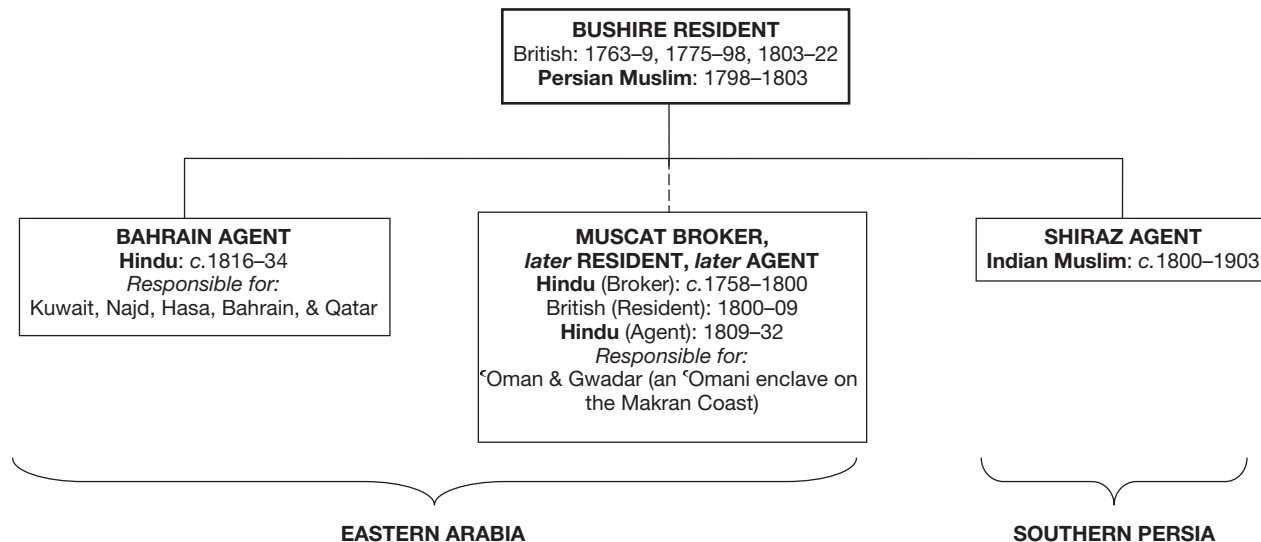 BUSHIRE RESIDENT
British: 1763–9, 1775–98, 1803–22
Persian Muslim: 1798–1803
BAHRAIN AGENT
Hindu: c.1816–34
Responsible for:
Kuwait, Najd, Hasa, Bahrain, & Qatar
MUSCAT BROKER,
later RESIDENT, later AGENT
Hindu (Broker): c.1758–1800
British (Resident): 1800–09
Hindu (Agent): 1809–32
Responsible for:
ʿOman & Gwadar (an ʿOmani enclave on
the Makran Coast)
SHIRAZ AGENT
Indian Muslim: c.1800–1903
EASTERN ARABIA
SOUTHERN PERSIA